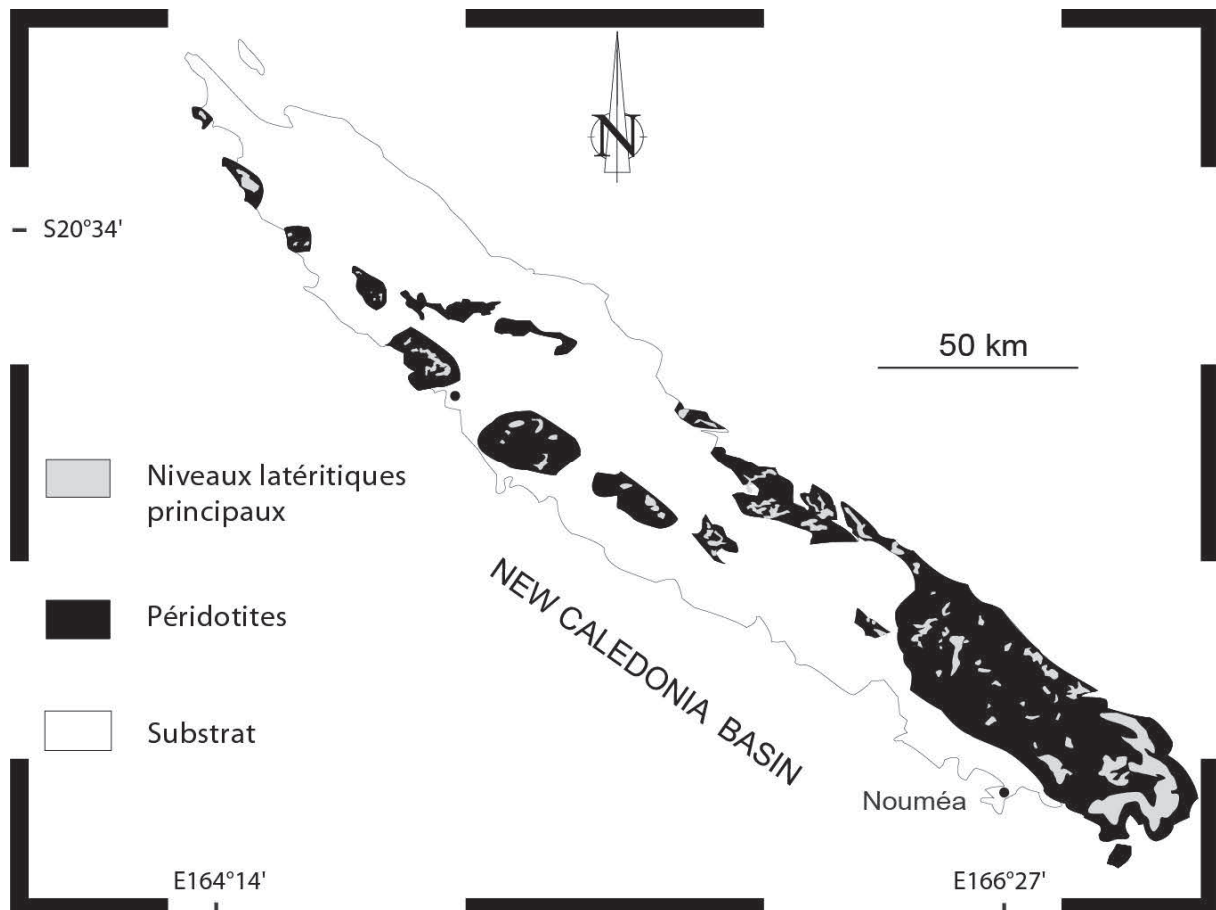 N
S20°34'
50 km
Niveaux latéritiques
principaux
Péridotites
Substrat
NEW CALEDONIA BASIN
Nouméa
E164°14'
E166°27'